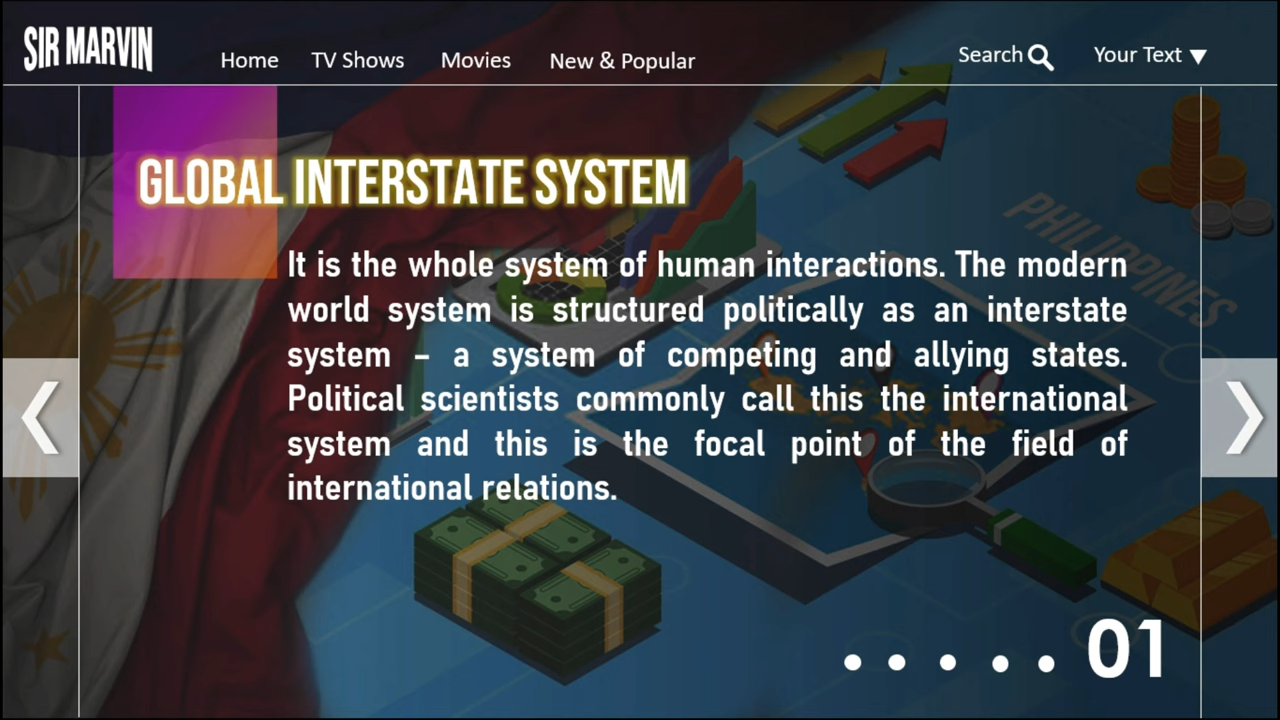 SIR MARVIN
Home TV Shows Movies New & Popular
Search Your Text
GLOBAL INTERSTATE SYSTEM
PHILIPPINES
It is the whole system of human interactions. The modern
world system is structured politically as an interstate
system – a system of competing and allying states.
Political scientists commonly call this the international
system and this is the focal point of the field of
international relations.
01